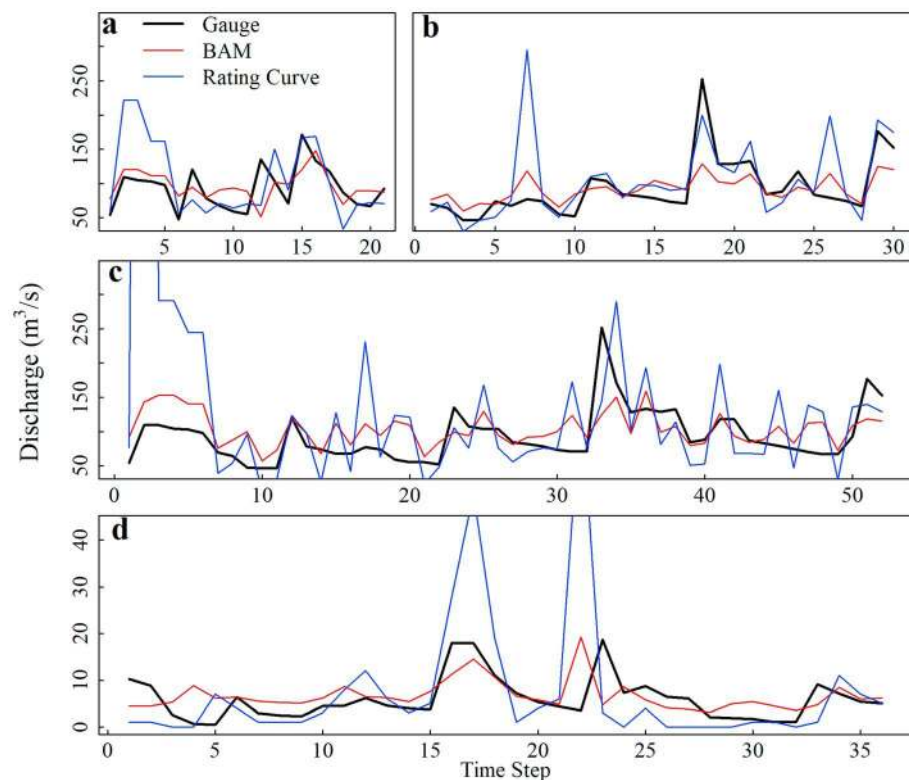 a
Gauge
BAM
Rating Curve
250
150
50
5 10 15 20
b
0 5 10 15 20 25 30
c
Discharge (m³/s)
250
150
50
0 10 20 30 40 50
d
40
30
20
10
0
0 5 10 15 22 25 30 35
Time Step